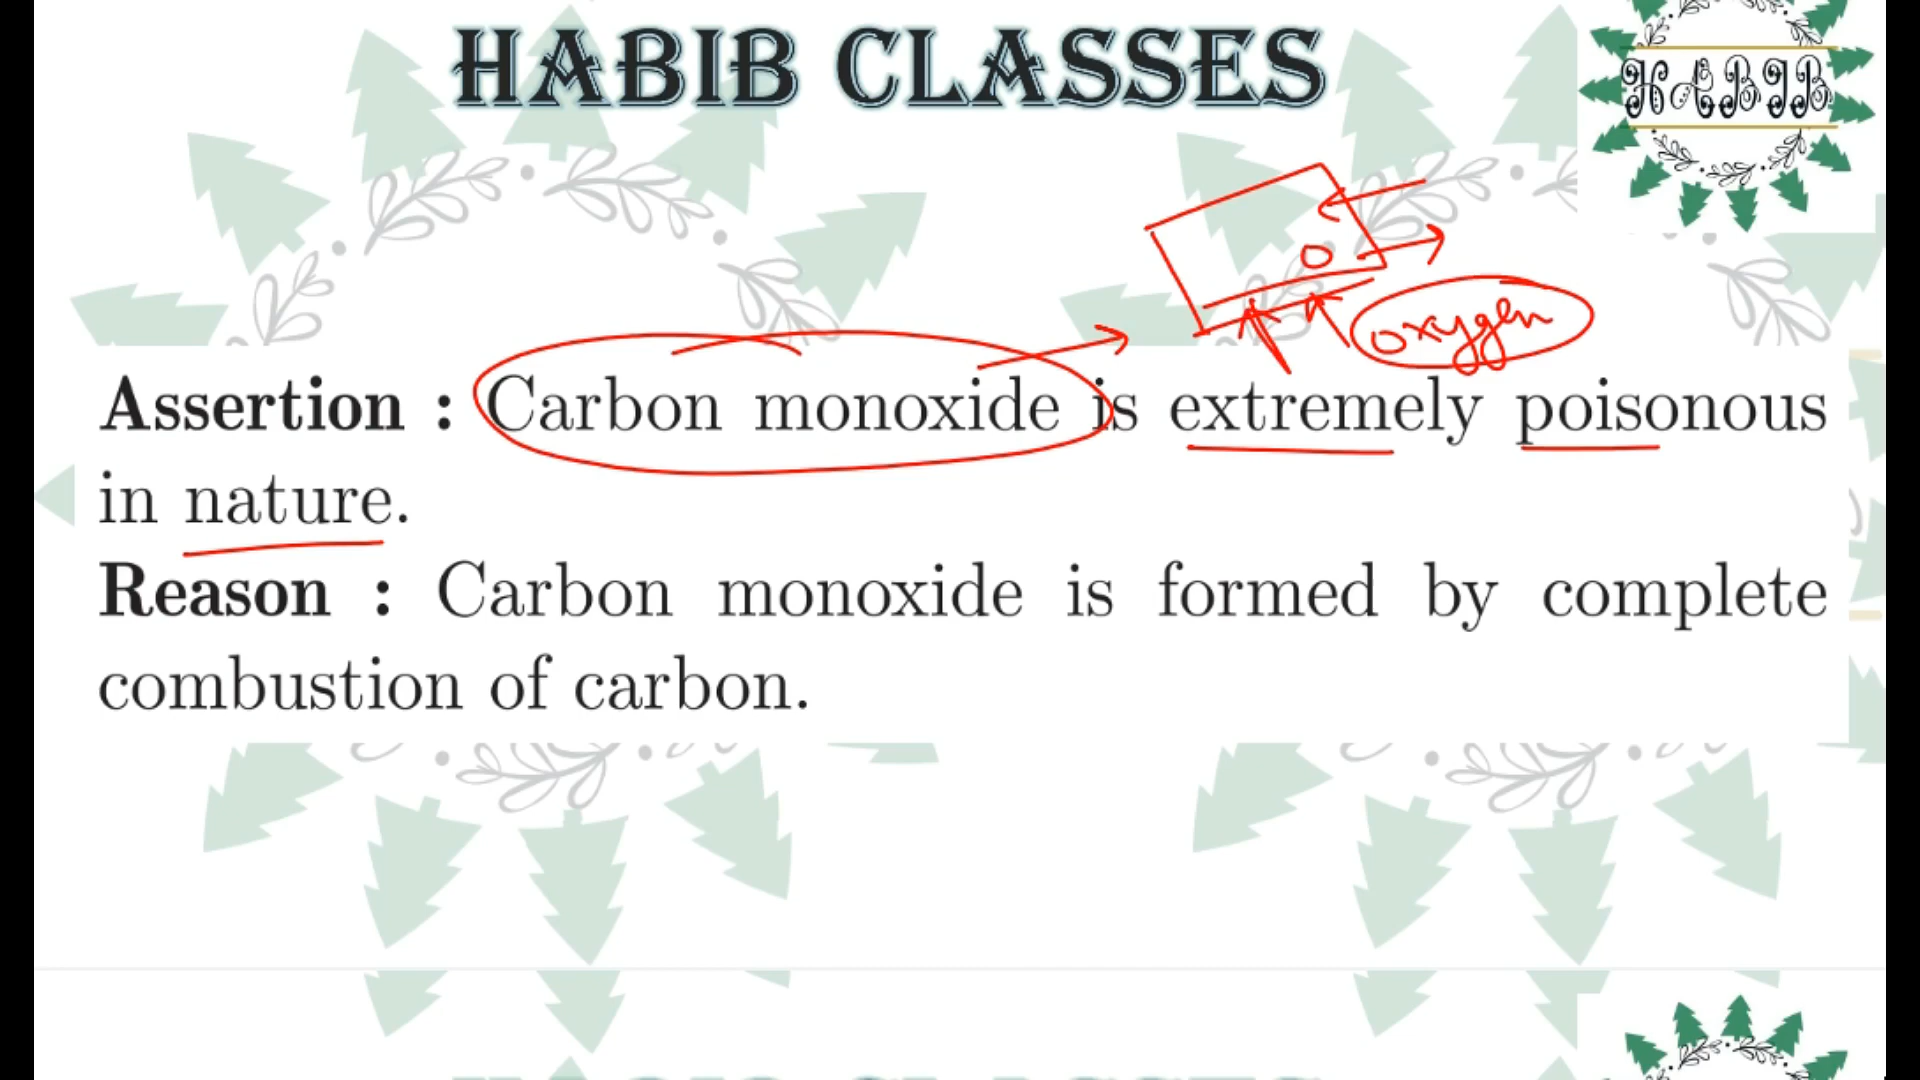 HABIB CLASSES
HABIB
O
oxygen
Assertion : Carbon monoxide is extremely poisonous
in nature.
Reason : Carbon monoxide is formed by complete
combustion of carbon.